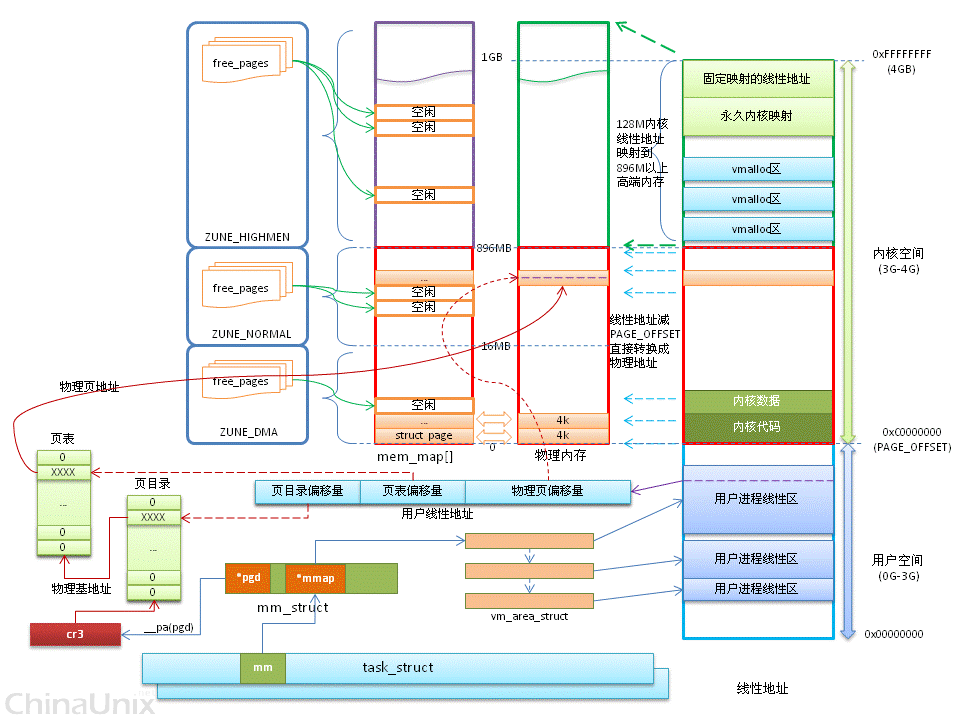 free_pages
ZUNE_HIGHMEN
free_pages
ZUNE_NORMAL
free_pages
ZUNE_DMA
空闲
空闲
空闲
...
空闲
空闲
空闲
...
struct page
mem_map[]
1GB
896MB
16MB
0
4k
4k
物理内存
128M内核
线性地址
映射到
896M以上
高端内存
线性地址减
PAGE_OFFSET
直接转换成
物理地址
固定映射的线性地址
永久内核映射
vmalloc区
vmalloc区
vmalloc区
内核数据
内核代码
用户进程线性区
用户进程线性区
用户进程线性区
线性地址
0xFFFFFFFF
(4GB)
内核空间
(3G-4G)
0xC0000000
(PAGE_OFFSET)
用户空间
(0G-3G)
0x00000000
物理页地址
页表
0
XXXX
...
0
0
页目录
0
XXXX
...
0
0
物理基地址
cr3
__pa(pgd)
页目录偏移量
页表偏移量
物理页偏移量
用户线性地址
*pgd
*mmap
mm_struct
vm_area_struct
mm
task_struct
ChinaUnix